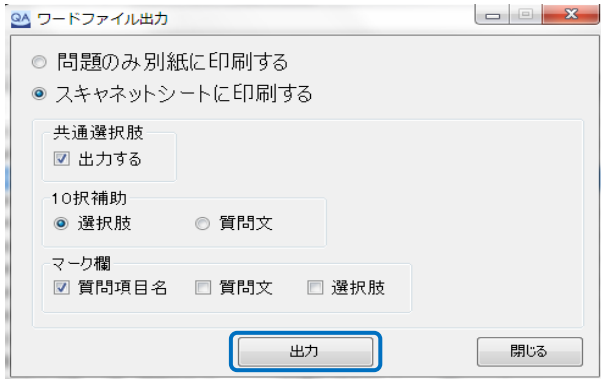 QA ワードファイル出力
問題のみ別紙に印刷する
スキャネットシートに印刷する
共通選択肢
出力する
10択補助
選択肢 質問文
マーク欄
質問項目名 質問文 選択肢
出力 閉じる